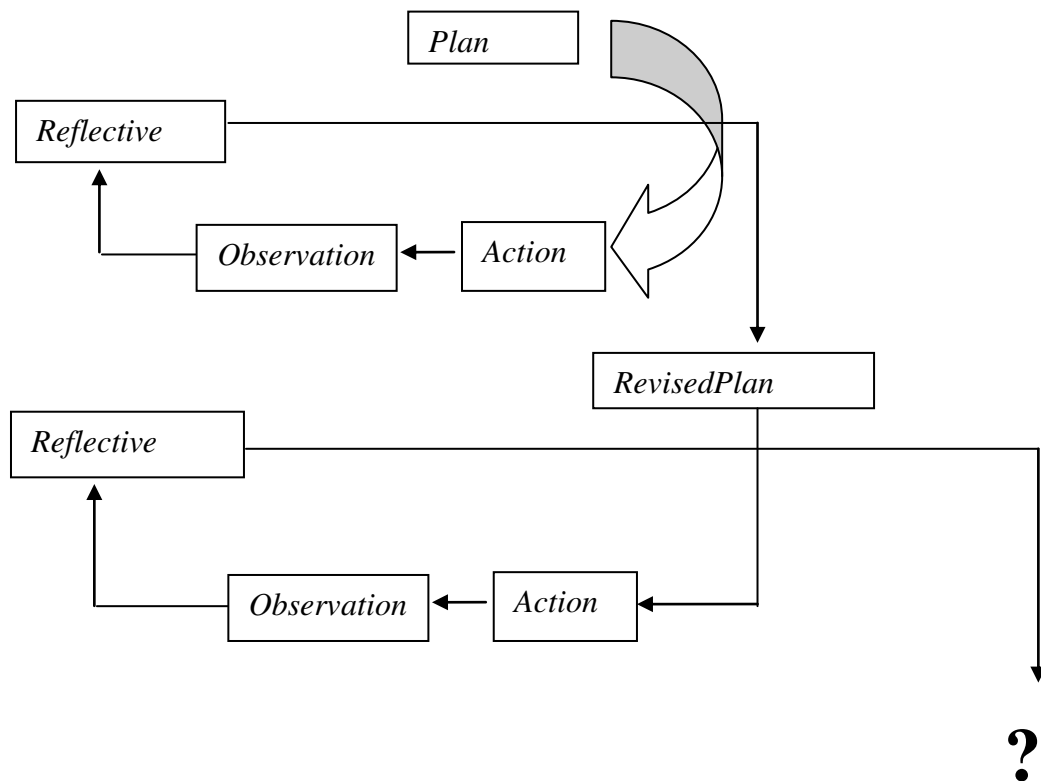 Plan
Reflective
Observation
Action
RevisedPlan
Reflective
Observation
Action
?